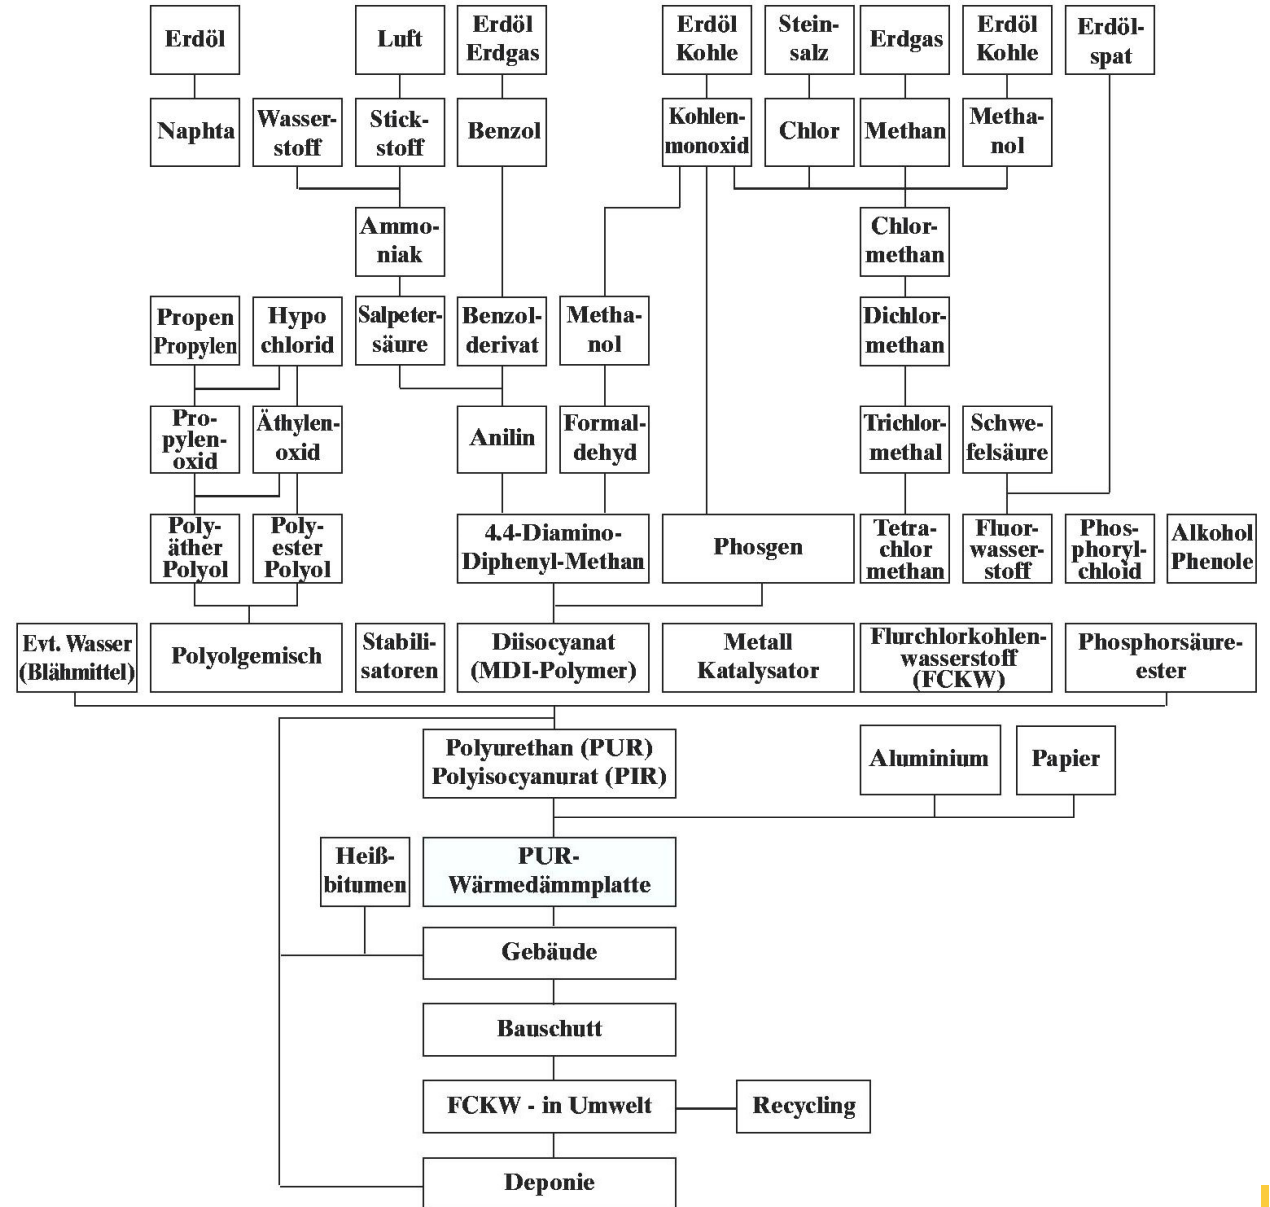 Erdöl
Luft
Erdöl
Erdgas
Erdöl
Kohle
Stein-
salz
Erdgas
Erdöl
Kohle
Erdöl-
spat
Naphta
Wasser-
stoff
Stick-
stoff
Benzol
Kohlen-
monoxid
Chlor
Methan
Metha-
nol
Ammo-
niak
Chlor-
methan
Propen
Propylen
Hypo
chlorid
Salpeter-
säure
Benzol-
derivat
Metha-
nol
Dichlor-
methan
Pro-
pylen-
oxid
Äthylen-
oxid
Anilin
Formal-
dehyd
Trichlor-
methal
Schwe-
felsäure
Poly-
äther
Polyol
Poly-
ester
Polyol
4.4-Diamino-
Diphenyl-Methan
Phosgen
Tetra-
chlor
methan
Fluor-
wasser-
stoff
Phos-
phoryl-
chloid
Alkohol
Phenole
Evt. Wasser
(Blähmittel)
Polyolgemisch
Stabili-
satoren
Diisocyanat
(MDI-Polymer)
Metall
Katalysator
Flurchlorkohlen-
wasserstoff
(FCKW)
Phosphorsäure-
ester
Polyurethan (PUR)
Polyisocyanurat (PIR)
Aluminium
Papier
Heiß-
bitumen
PUR-
Wärmedämmplatte
Gebäude
Bauschutt
FCKW - in Umwelt
Recycling
Deponie